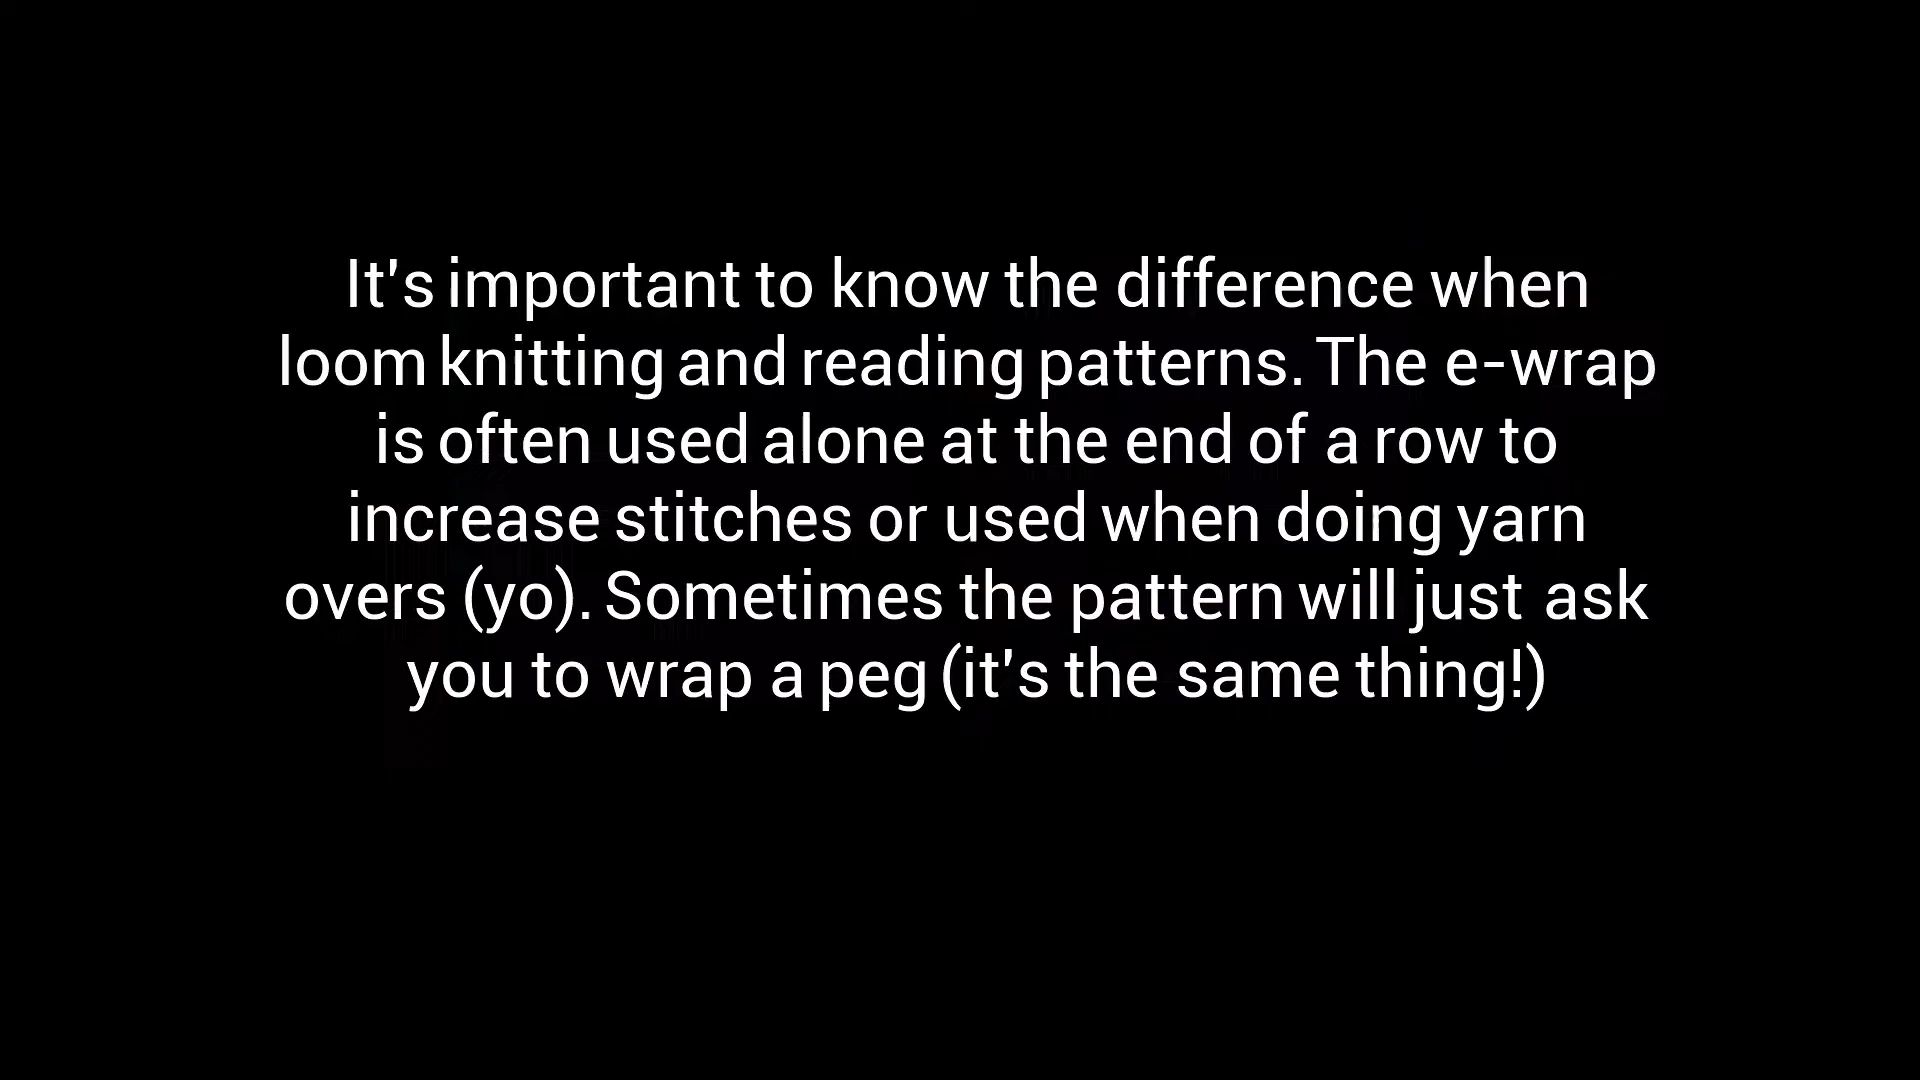 It's important to know the difference when
loom knitting and reading patterns. The e-wrap
is often used alone at the end of a row to
increase stitches or used when doing yarn
overs (yo). Sometimes the pattern will just ask
you to wrap a peg (it's the same thing!)